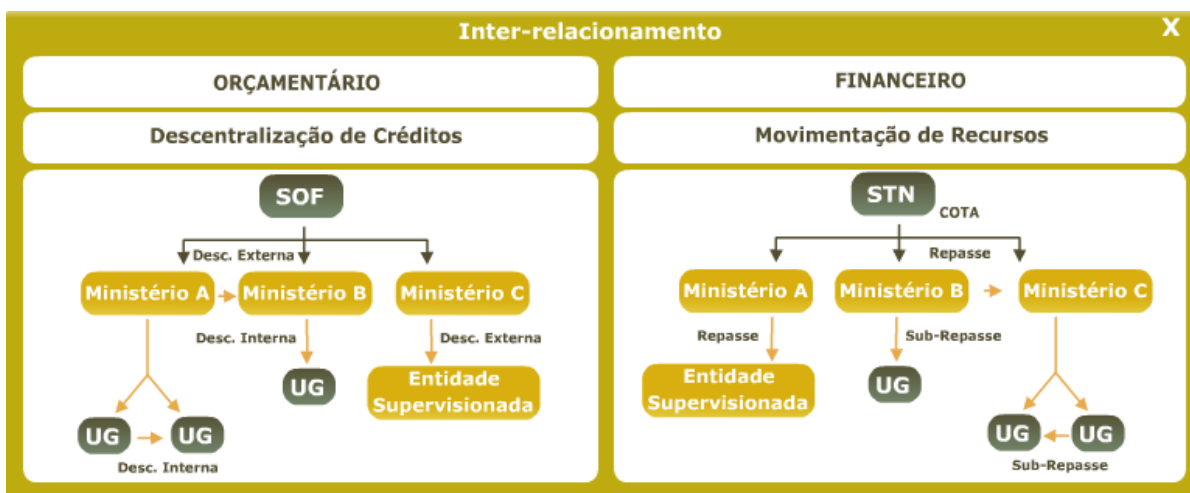 Inter-relacionamento
X
ORÇAMENTÁRIO
Descentralização de Créditos
SOF
Desc. Externa
Ministério A
Ministério B
Ministério C
Desc. Interna
Desc. Externa
UG
Entidade
Supervisionada
UG
UG
Desc. Interna
FINANCEIRO
Movimentação de Recursos
STN
COTA
Repasse
Ministério A
Ministério B
Ministério C
Repasse
Sub-Repasse
Entidade
Supervisionada
UG
UG
UG
Sub-Repasse